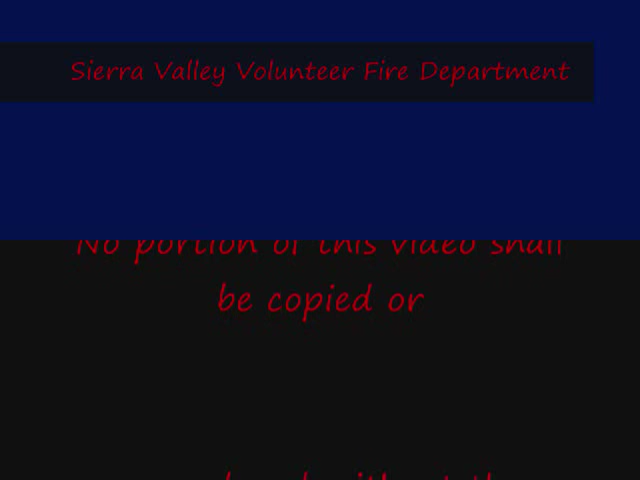 Sierra Valley Volunteer Fire Department
No portion of this video shall
be copied or